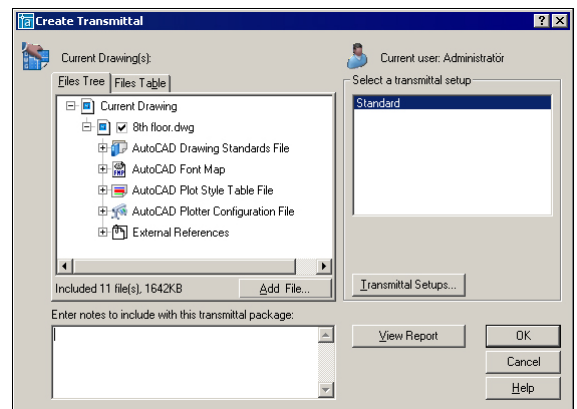 Create Transmittal
Current Drawing(s):
Current user: Administratör
Files Tree
Files Table
Current Drawing
8th floor.dwg
AutoCAD Drawing Standards File
AutoCAD Font Map
AutoCAD Plot Style Table File
AutoCAD Plotter Configuration File
External References
Included 11 file(s), 1642KB
Add File...
Select a transmittal setup
Standard
Transmittal Setups...
Enter notes to include with this transmittal package:
View Report
OK
Cancel
Help